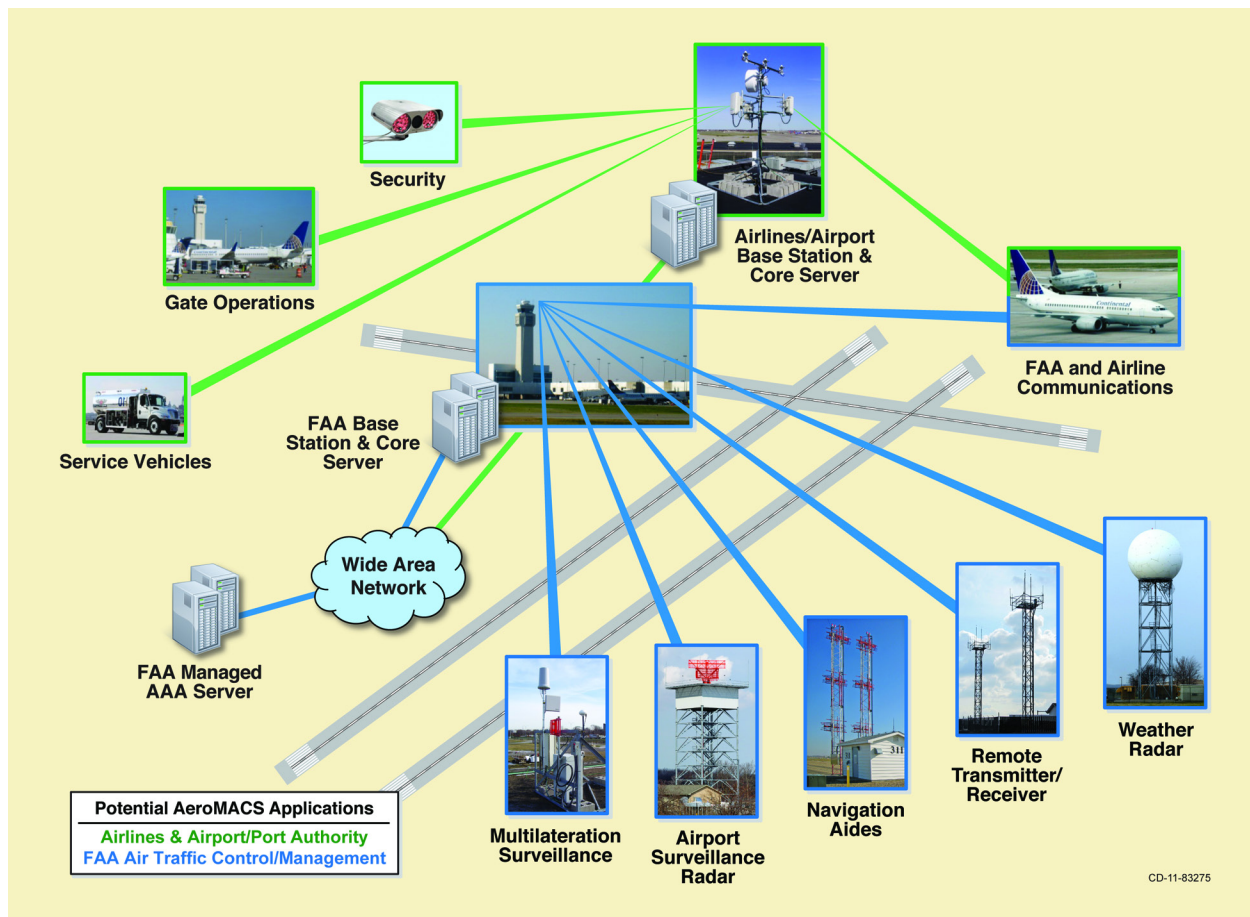 Security
Airlines/Airport
Base Station &
Core Server
Gate Operations
Continental
FAA and Airline
Communications
FAA Base
Station & Core
Server
Service Vehicles
Wide Area
Network
FAA Managed
AAA Server
311
Weather
Radar
Remote
Transmitter/
Receiver
Navigation
Aides
Multilateration
Surveillance
Airport
Surveillance
Radar
Potential AeroMACS Applications
Airlines & Airport/Port Authority
FAA Air Traffic Control/Management
CD-11-83275